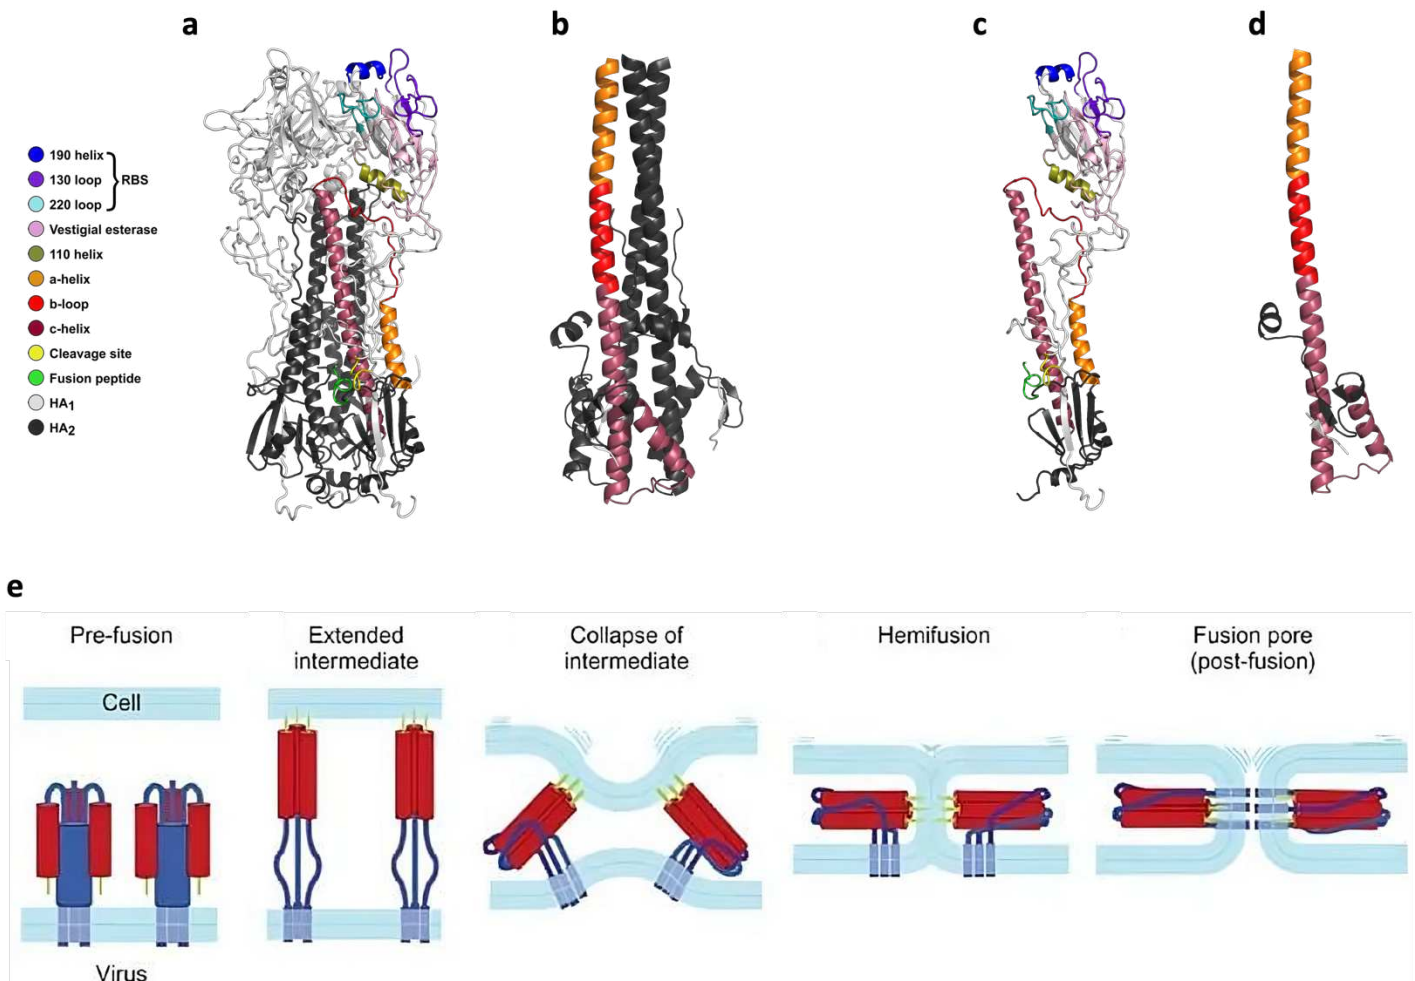 a
b
c
d
190 helix
130 loop
RBS
220 loop
Vestigial esterase
110 helix
a-helix
b-loop
c-helix
Cleavage site
Fusion peptide
HA1
HA2
e
Pre-fusion
Extended
intermediate
Collapse of
intermediate
Hemifusion
Fusion pore
(post-fusion)
Cell
Virus